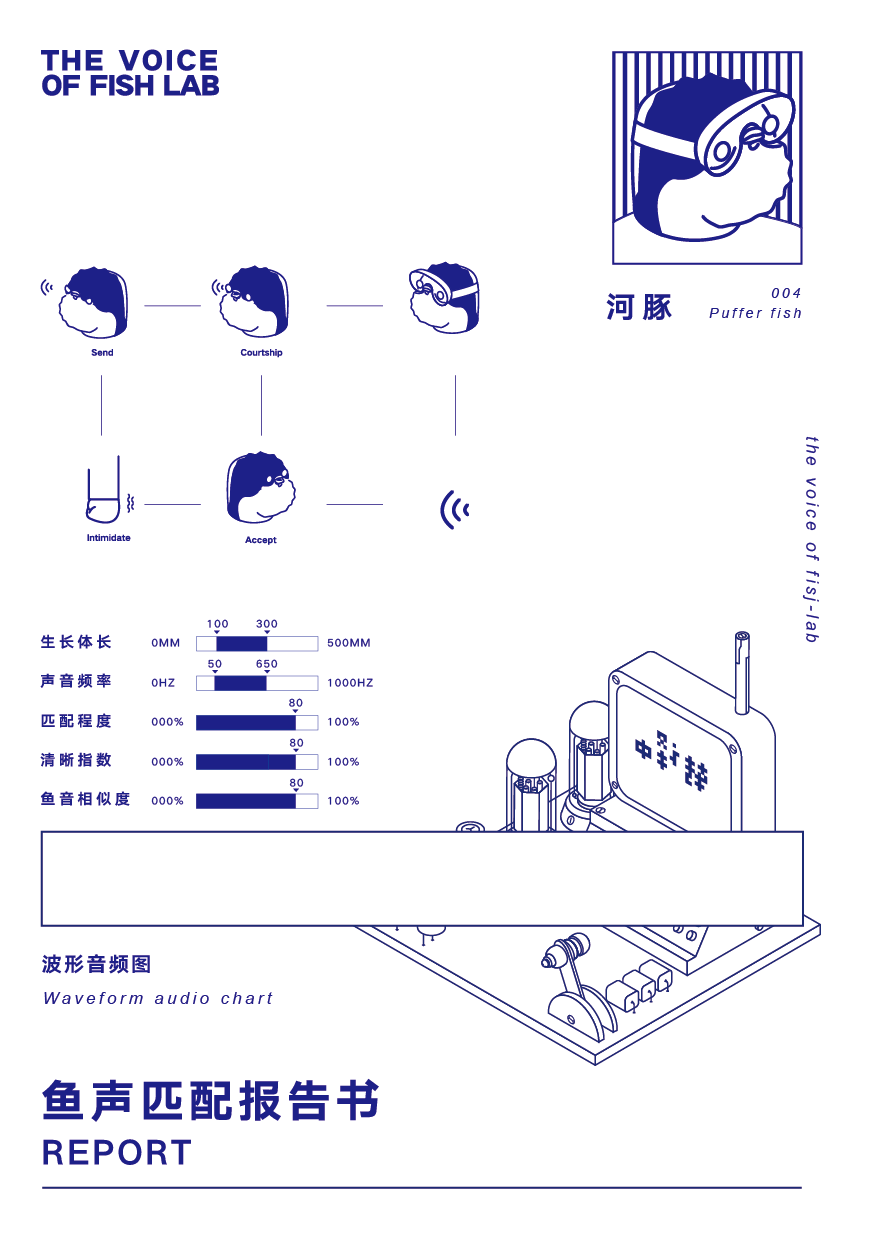 THE VOICE
OF FISH LAB
河豚
004
Puffer fish
Send
Courtship
Intimidate
Accept
the voice of fisj-lab
100 300
生长体长 0MM 500MM
50 650
声音频率 0HZ 1000HZ
80
匹配程度 000% 100%
80
清晰指数 000% 100%
80
鱼音相似度 000% 100%
波形音频图
Waveform audio chart
鱼声匹配报告书
REPORT